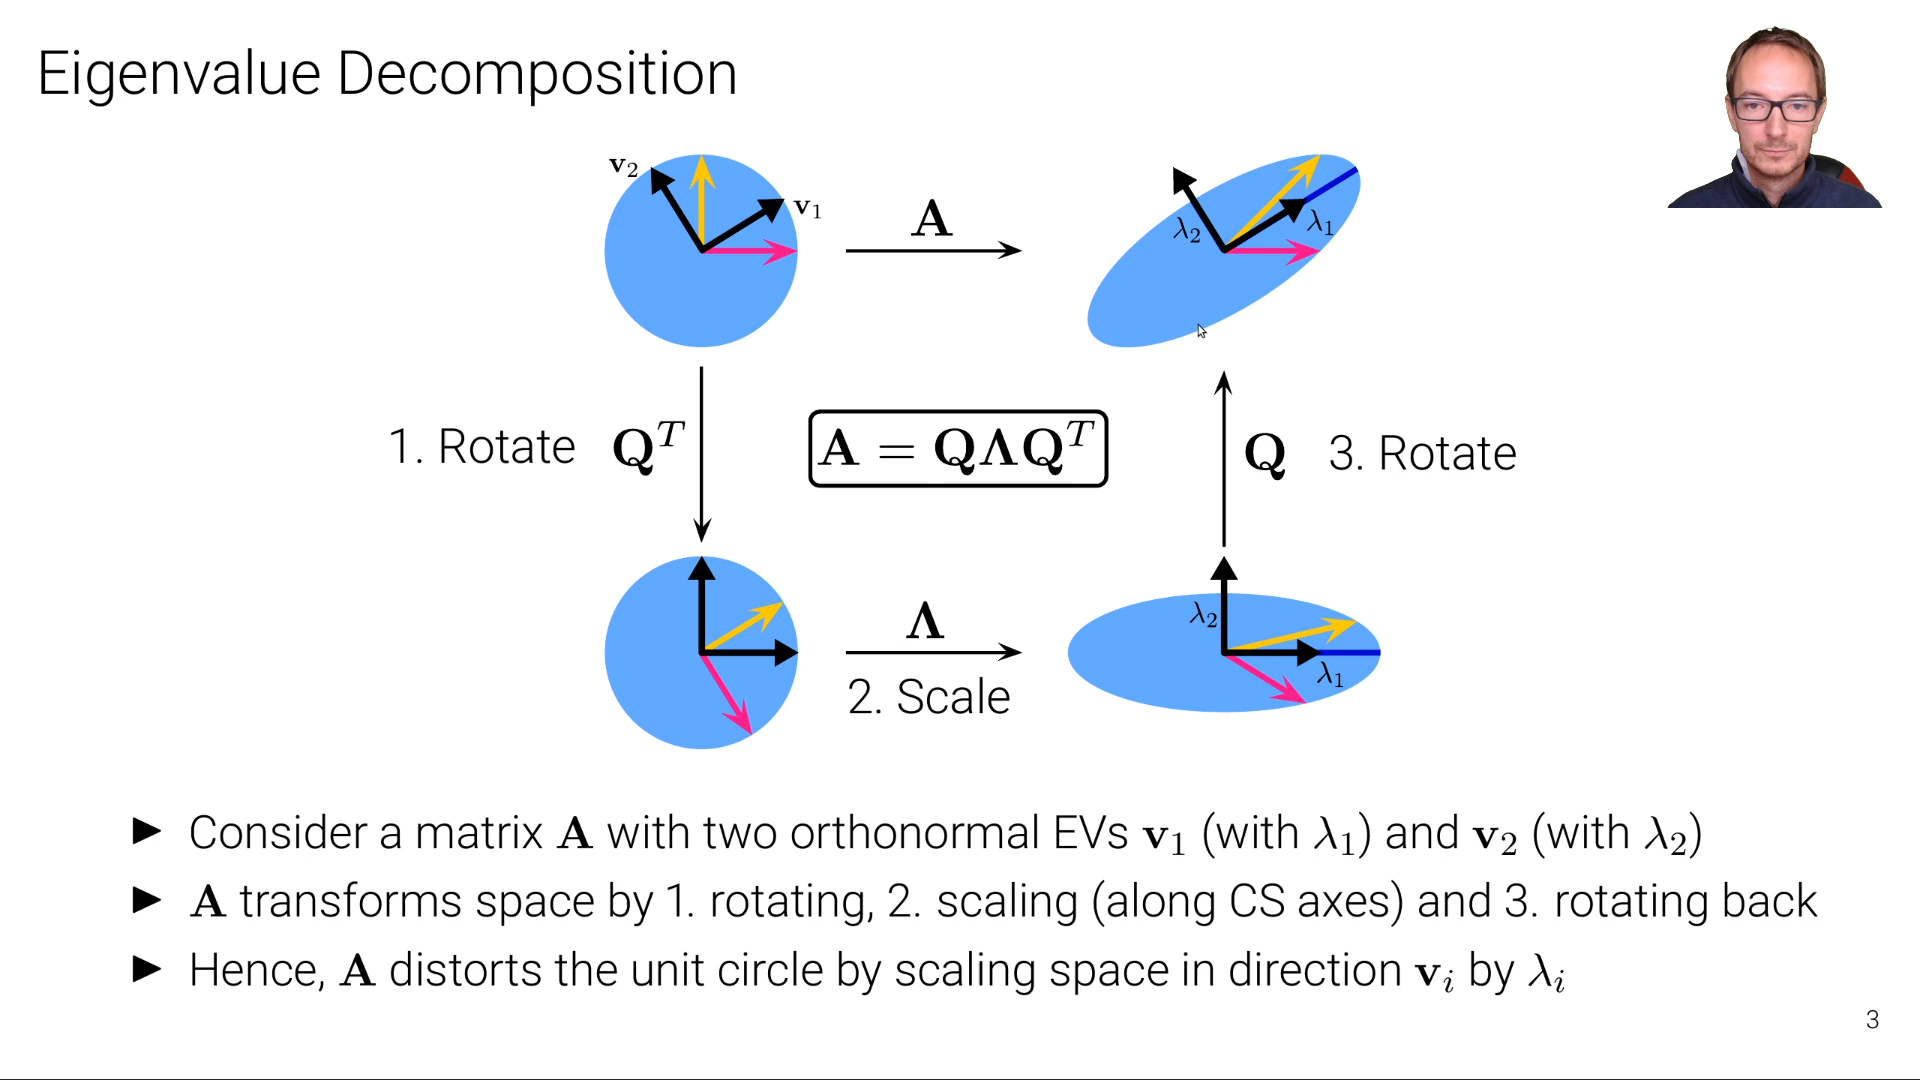 Eigenvalue Decomposition
v₂
v₁
A
λ₂
λ₁
1. Rotate Qᵀ
A = QΛQᵀ
Q 3. Rotate
Λ
2. Scale
λ₂
λ₁
► Consider a matrix A with two orthonormal EVs v₁ (with λ₁) and v₂ (with λ₂)
► A transforms space by 1. rotating, 2. scaling (along CS axes) and 3. rotating back
► Hence, A distorts the unit circle by scaling space in direction vᵢ by λᵢ
3